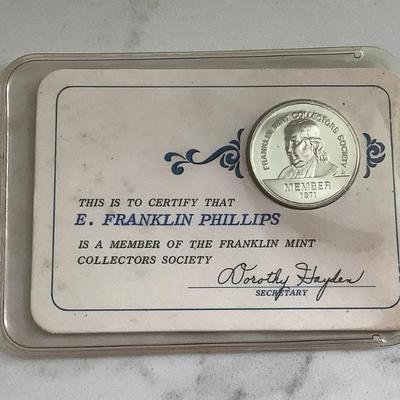 FRANKLIN MINT COLLECTORS SOCIETY
MEMBER
1971
THIS IS TO CERTIFY THAT
E. FRANKLIN PHILLIPS
IS A MEMBER OF THE FRANKLIN MINT
COLLECTORS SOCIETY
Dorothy Hayden
SECRETARY